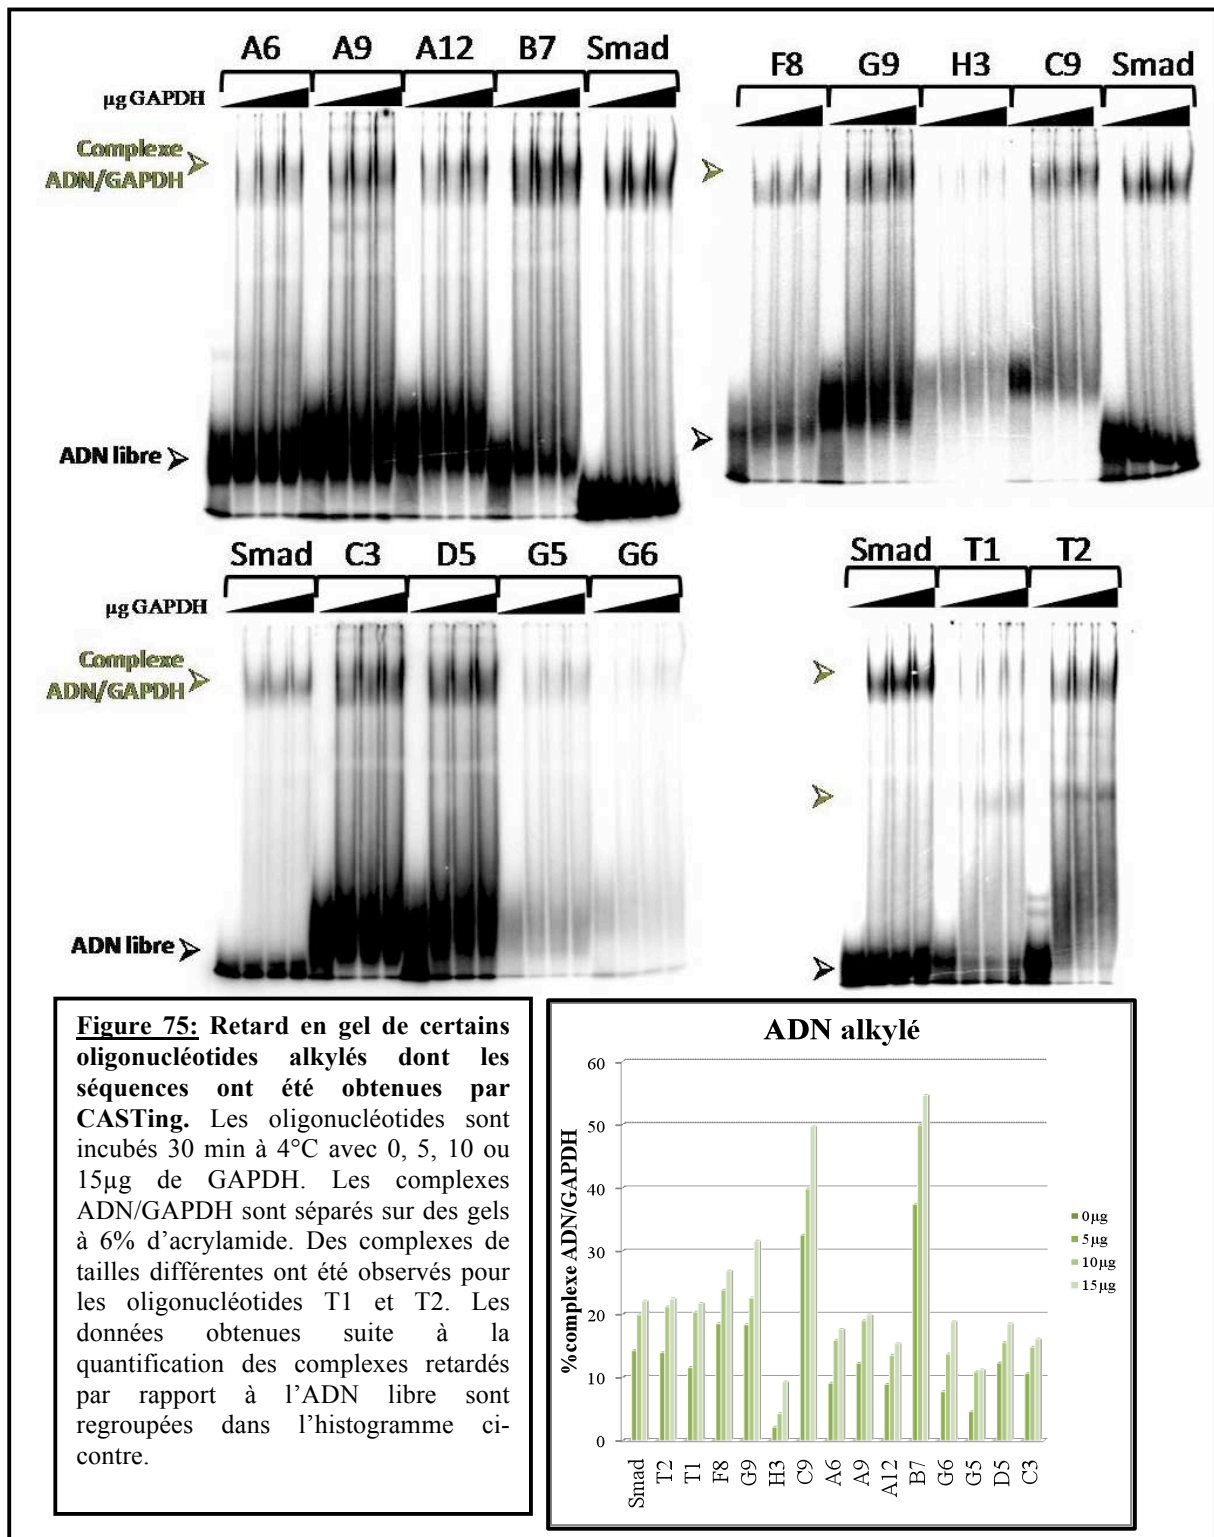 A6 A9 A12 B7 Smad
µg GAPDH
Complexe
ADN/GAPDH
ADN libre
F8 G9 H3 C9 Smad
Smad C3 D5 G5 G6
µg GAPDH
Complexe
ADN/GAPDH
ADN libre
Smad T1 T2
Figure 75: Retard en gel de certains
oligonucléotides alkylés dont les
séquences ont été obtenues par
CASTing. Les oligonucléotides sont
incubés 30 min à 4°C avec 0, 5, 10 ou
15µg de GAPDH. Les complexes
ADN/GAPDH sont séparés sur des gels
à 6% d'acrylamide. Des complexes de
tailles différentes ont été observés pour
les oligonucléotides T1 et T2. Les
données obtenues suite à la
quantification des complexes retardés
par rapport à l'ADN libre sont
regroupées dans l'histogramme ci-
contre.
ADN alkylé
%complexe ADN/GAPDH
60
50
40
30
20
10
0
Smad T2 T1 F8 G9 H3 C9 A6 A9 A12 B7 G6 G5 D5 C3
0µg
5µg
10µg
15µg